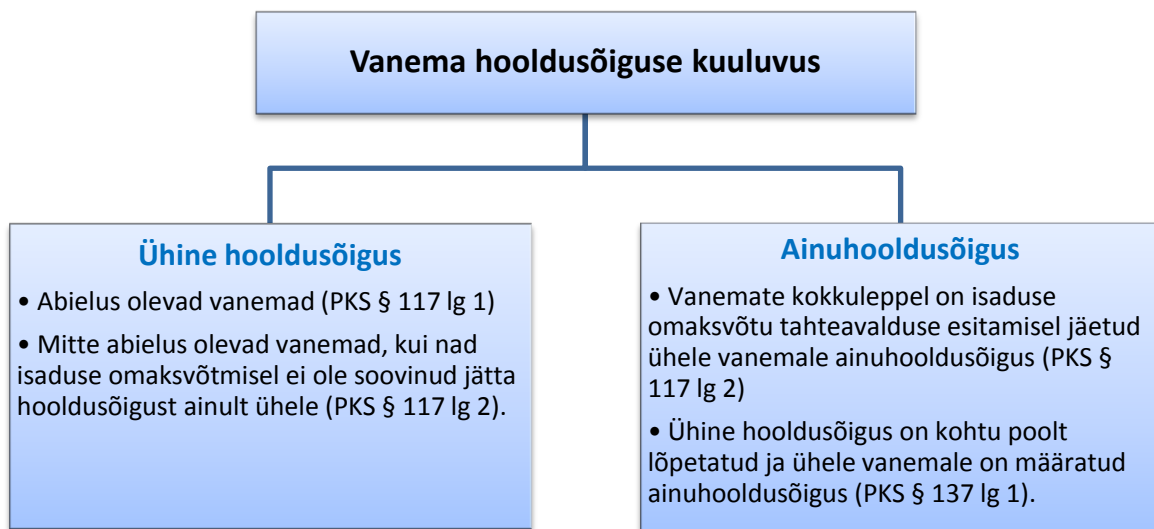 Vanema hooldusõiguse kuuluvus
Ühine hooldusõigus
• Abielus olevad vanemad (PKS § 117 lg 1)
• Mitte abielus olevad vanemad, kui nad
isaduse omaksvõtmisel ei ole soovinud jätta
hooldusõigust ainult ühele (PKS § 117 lg 2).
Ainuhooldusõigus
• Vanemate kokkuleppel on isaduse
omaksvõtu tahteavalduse esitamisel jäetud
ühele vanemale ainuhooldusõigus (PKS §
117 lg 2)
• Ühine hooldusõigus on kohtu poolt
lõpetatud ja ühele vanemale on määratud
ainuhooldusõigus (PKS § 137 lg 1).